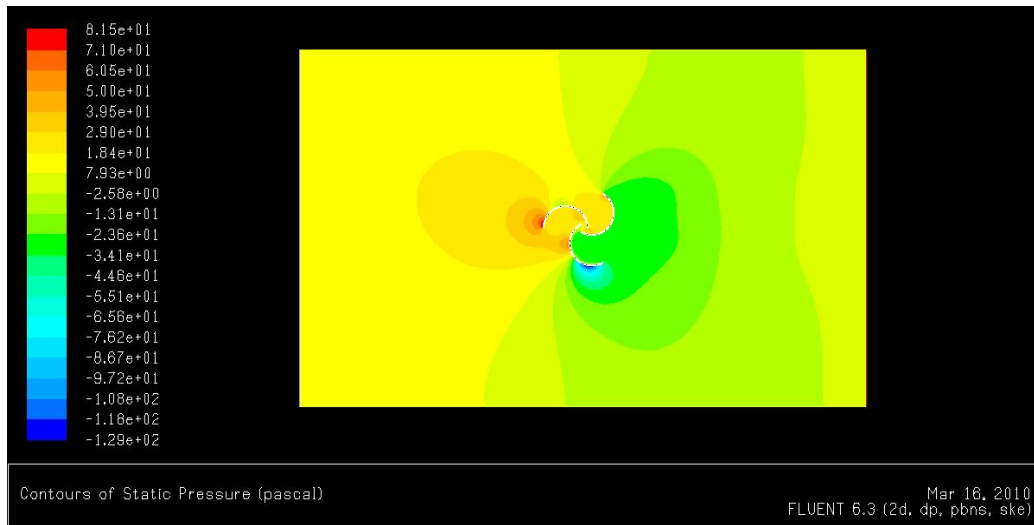 8.15e+01
7.10e+01
6.05e+01
5.00e+01
3.95e+01
2.90e+01
1.84e+01
7.93e+00
-2.58e+00
-1.31e+01
-2.36e+01
-3.41e+01
-4.46e+01
-5.51e+01
-6.56e+01
-7.62e+01
-8.67e+01
-9.72e+01
-1.08e+02
-1.18e+02
-1.29e+02
Contours of Static Pressure (pascal)
Mar 16, 2010
FLUENT 6.3 (2d, dp, pbns, ske)